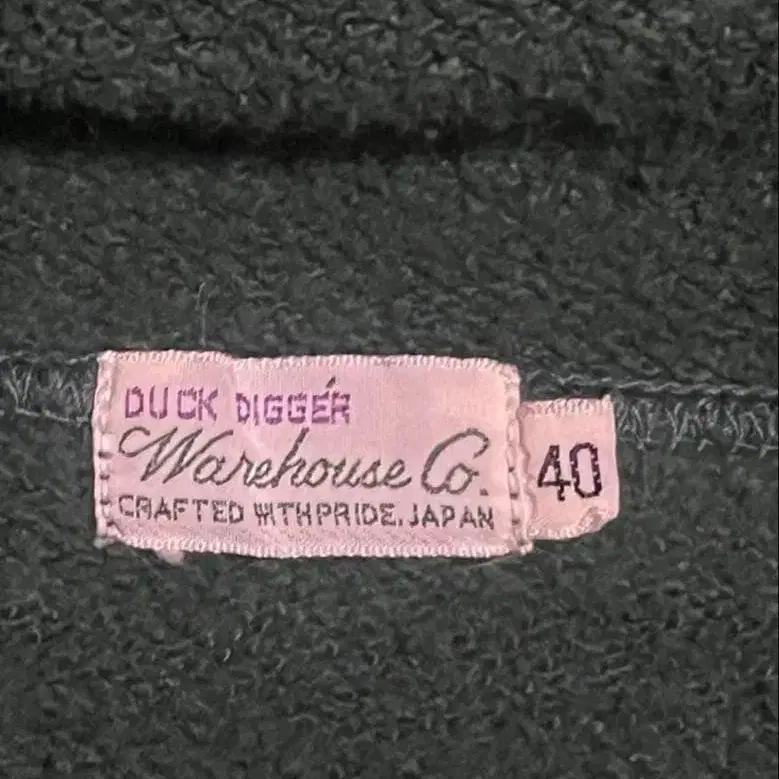 DUCK DIGGER
Warehouse Co.
40
CRAFTED WITH PRIDE. JAPAN